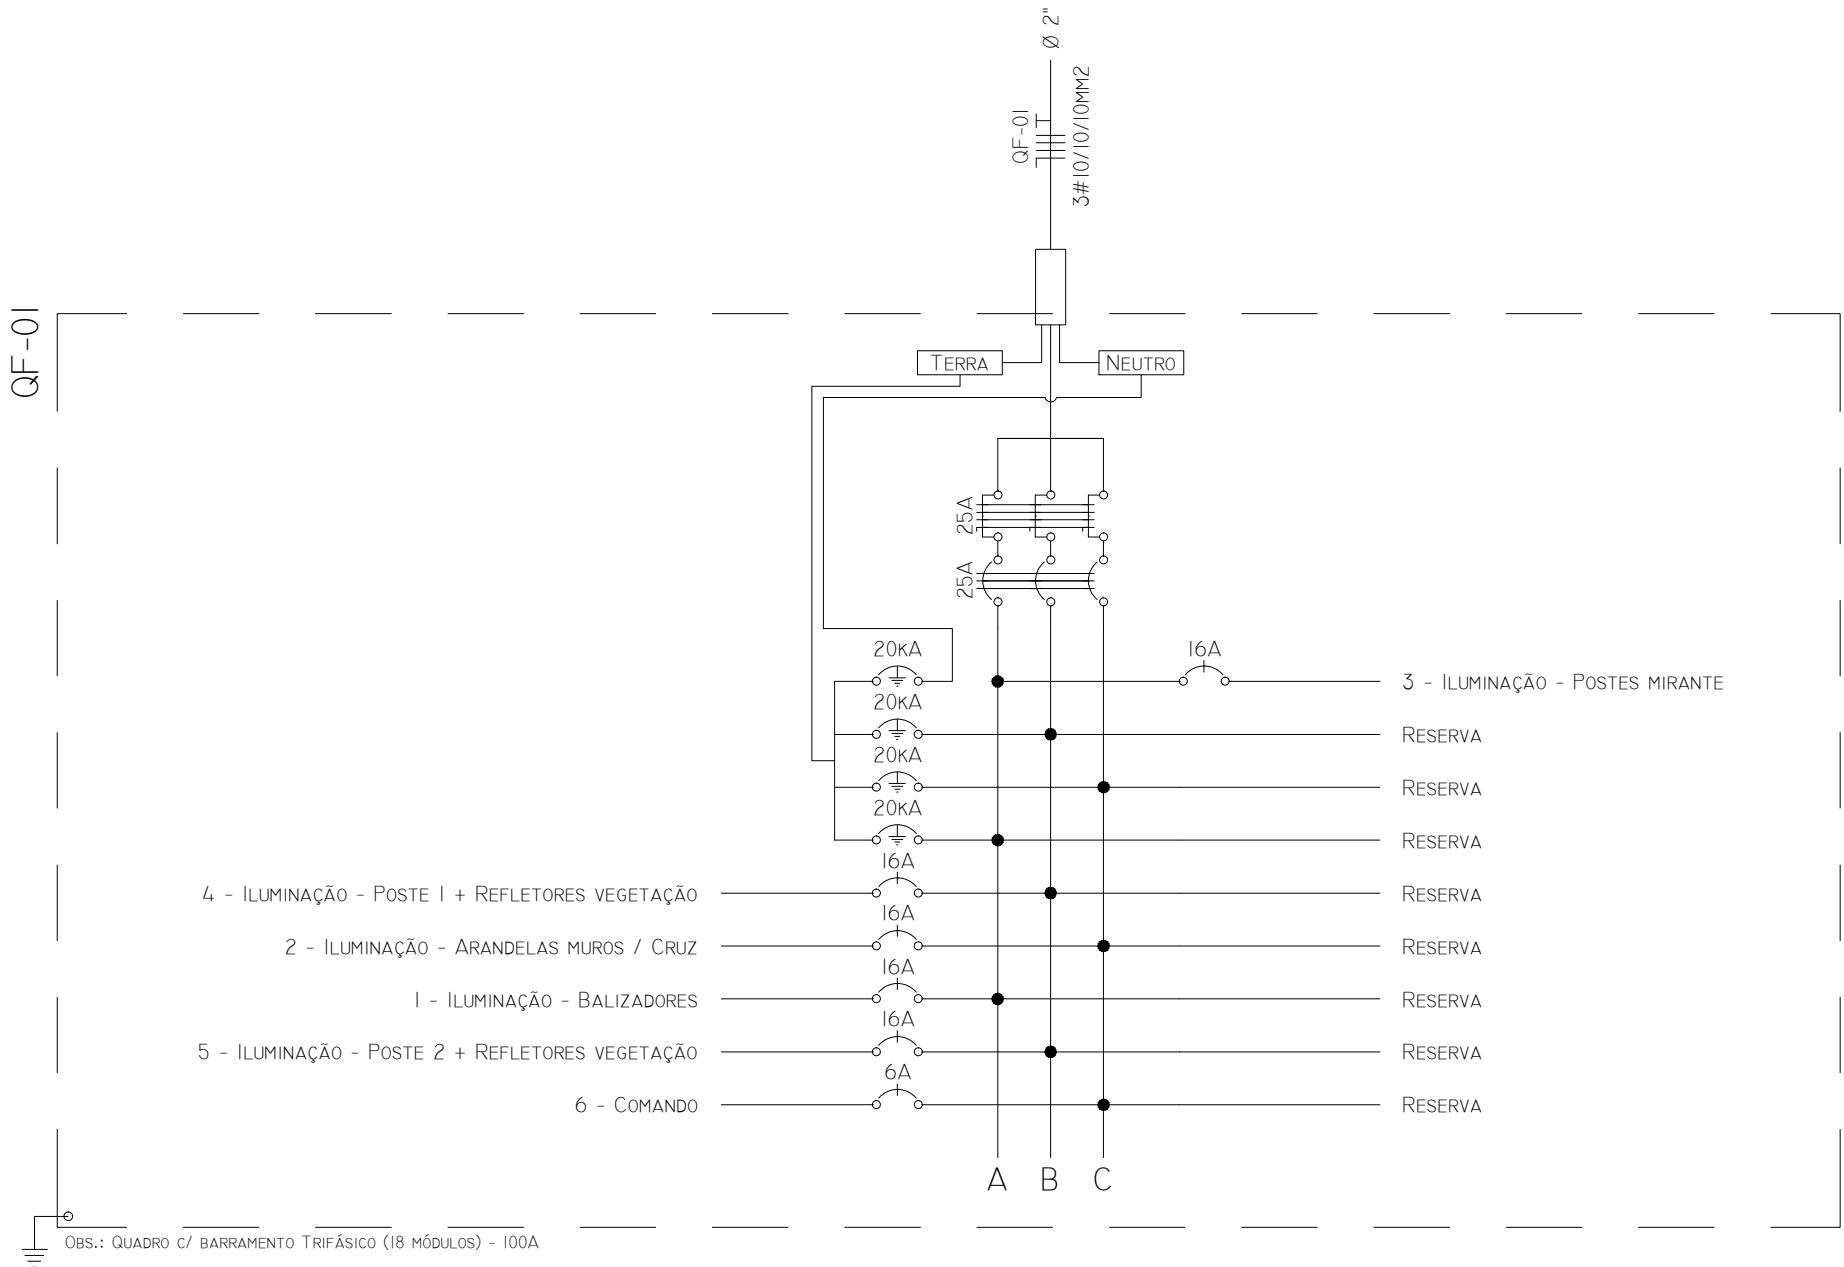 Ø 2"
QF-01
3#10/10/10MM2
QF-01
TERRA
NEUTRO
25A
25A
20KA
16A
3 - ILUMINAÇÃO - POSTES MIRANTE
20KA
RESERVA
20KA
RESERVA
20KA
RESERVA
16A
4 - ILUMINAÇÃO - POSTE 1 + REFLETORES VEGETAÇÃO
RESERVA
16A
2 - ILUMINAÇÃO - ARANDELAS MUROS / CRUZ
RESERVA
16A
1 - ILUMINAÇÃO - BALIZADORES
RESERVA
16A
5 - ILUMINAÇÃO - POSTE 2 + REFLETORES VEGETAÇÃO
RESERVA
6A
6 - COMANDO
RESERVA
A B C
OBS.: QUADRO C/ BARRAMENTO TRIFÁSICO (18 MÓDULOS) - 100A